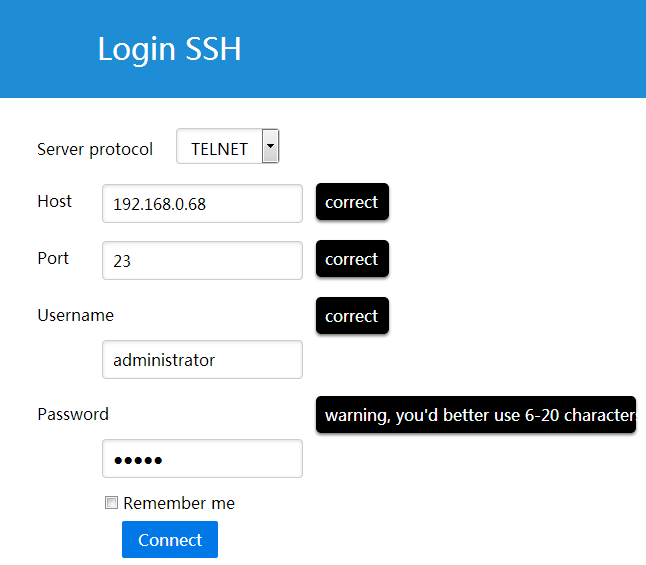 Login SSH
Server protocol TELNET
Host 192.168.0.68 correct
Port 23 correct
Username correct
administrator
Password warning, you'd better use 6-20 character
●●●●●
Remember me
Connect